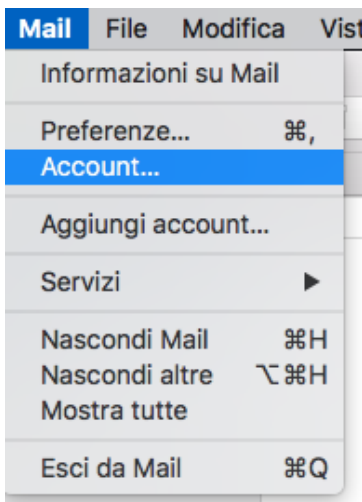 Mail File Modifica Vist
Informazioni su Mail
Preferenze... ⌘,
Account...
Aggiungi account...
Servizi ▶
Nascondi Mail ⌘H
Nascondi altre ⌥⌘H
Mostra tutte
Esci da Mail ⌘Q